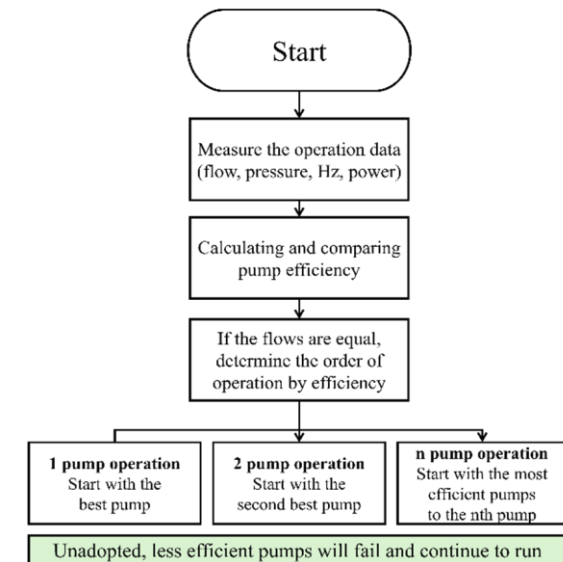 Start
Measure the operation data
(flow, pressure, Hz, power)
Calculating and comparing
pump efficiency
If the flows are equal,
determine the order of
operation by efficiency
1 pump operation
Start with the
best pump
2 pump operation
Start with the
second best pump
n pump operation
Start with the most
efficient pumps
to the nth pump
Unadopted, less efficient pumps will fail and continue to run